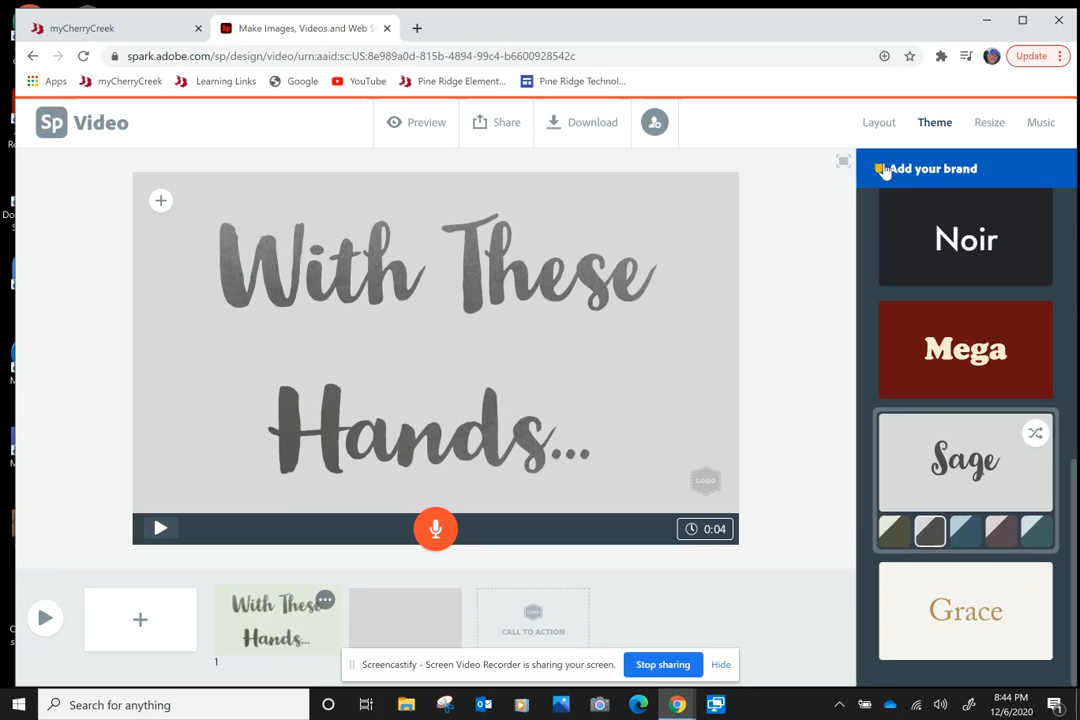 myCherryCreek
Make Images, Videos and Web S
spark.adobe.com/sp/design/video/urn:aaid:sc:US:8e989a0d-815b-4894-99c4-b6600928542c
Update
Apps
myCherryCreek
Learning Links
Google
YouTube
Pine Ridge Element...
Pine Ridge Technol...
Sp Video
Preview
Share
Download
Layout
Theme
Resize
Music
Add your brand
With These
Hands...
LOGO
0:04
Noir
Mega
Sage
Grace
With These
Hands...
1
LOGO
CALL TO ACTION
Screencastify - Screen Video Recorder is sharing your screen.
Stop sharing
Hide
Search for anything
8:44 PM
12/6/2020